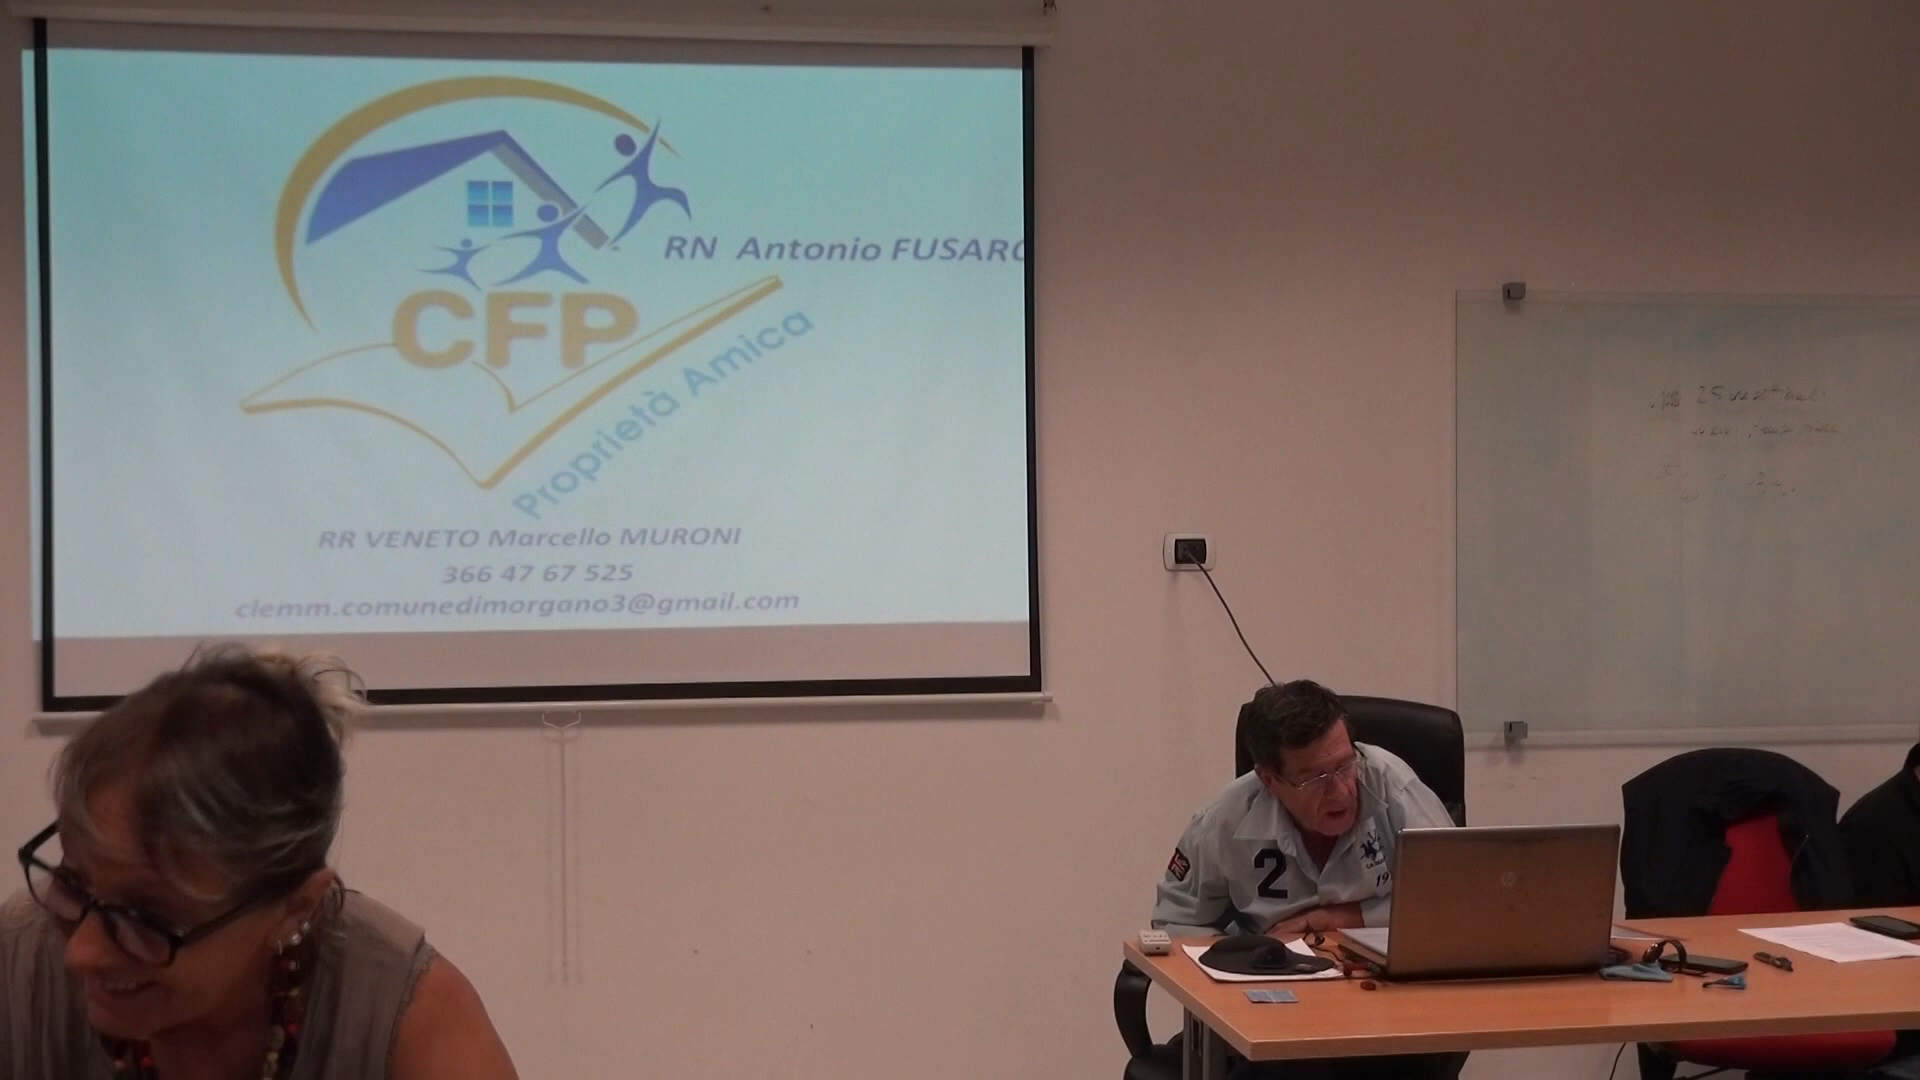 RN Antonio FUSARO
CFP
Proprietà Amica
RR VENETO Marcello MURONI
366 47 67 525
clemm.comunedimorgano3@gmail.com
2
hp